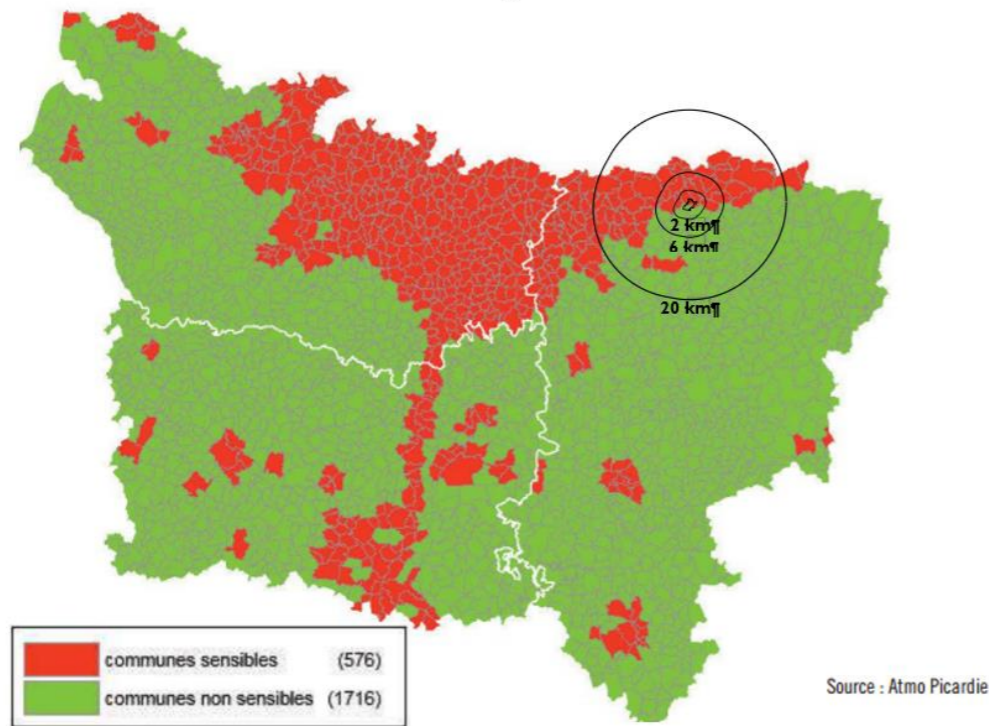 2 km¶
6 km¶
20 km¶
communes sensibles (576)
communes non sensibles (1716)
Source : Atmo Picardie